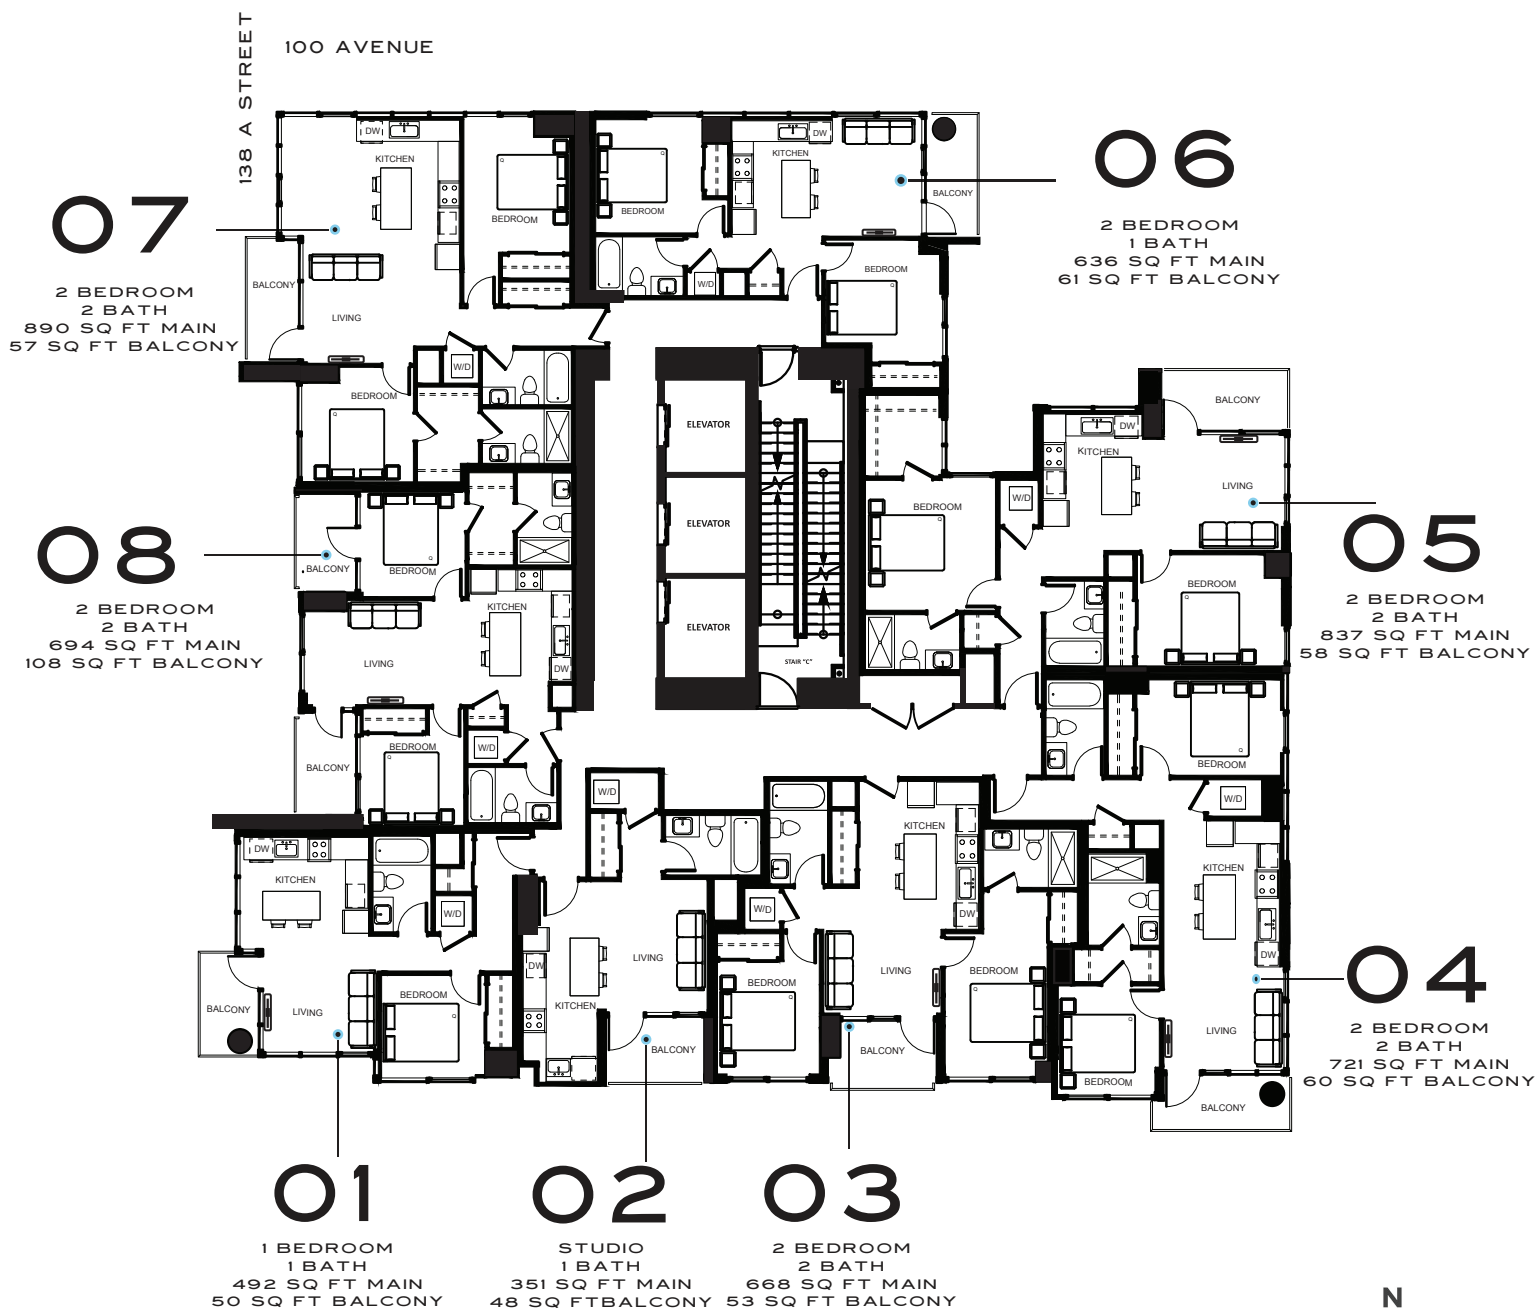 138 A STREET
100 AVENUE
07
2 BEDROOM
2 BATH
890 SQ FT MAIN
57 SQ FT BALCONY
DW
KITCHEN
BEDROOM
BALCONY
LIVING
W/D
BEDROOM
06
2 BEDROOM
1 BATH
636 SQ FT MAIN
61 SQ FT BALCONY
DW
KITCHEN
BEDROOM
BALCONY
BEDROOM
W/D
ELEVATOR
ELEVATOR
ELEVATOR
STAIR "C"
05
2 BEDROOM
2 BATH
837 SQ FT MAIN
58 SQ FT BALCONY
BALCONY
DW
KITCHEN
LIVING
W/D
BEDROOM
BEDROOM
08
2 BEDROOM
2 BATH
694 SQ FT MAIN
108 SQ FT BALCONY
BALCONY
BEDROOM
KITCHEN
LIVING
DW
BEDROOM
W/D
BALCONY
04
2 BEDROOM
2 BATH
721 SQ FT MAIN
60 SQ FT BALCONY
BEDROOM
W/D
KITCHEN
DW
LIVING
BEDROOM
BALCONY
DW
KITCHEN
W/D
BEDROOM
BALCONY
LIVING
01
1 BEDROOM
1 BATH
492 SQ FT MAIN
50 SQ FT BALCONY
W/D
LIVING
DW
KITCHEN
BALCONY
02
STUDIO
1 BATH
351 SQ FT MAIN
48 SQ FTBALCONY
KITCHEN
W/D
DW
LIVING
BEDROOM
BEDROOM
BALCONY
03
2 BEDROOM
2 BATH
668 SQ FT MAIN
53 SQ FT BALCONY
N